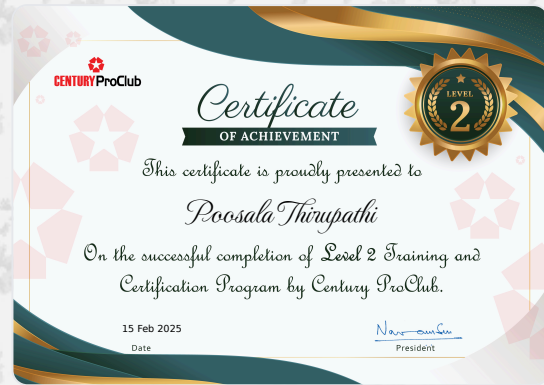 CENTURY ProClub
Certificate
OF ACHIEVEMENT
LEVEL
2
This certificate is proudly presented to
Poosala Thirupathi
On the successful completion of Level 2 Training and
Certification Program by Century ProClub.
15 Feb 2025
Date
President